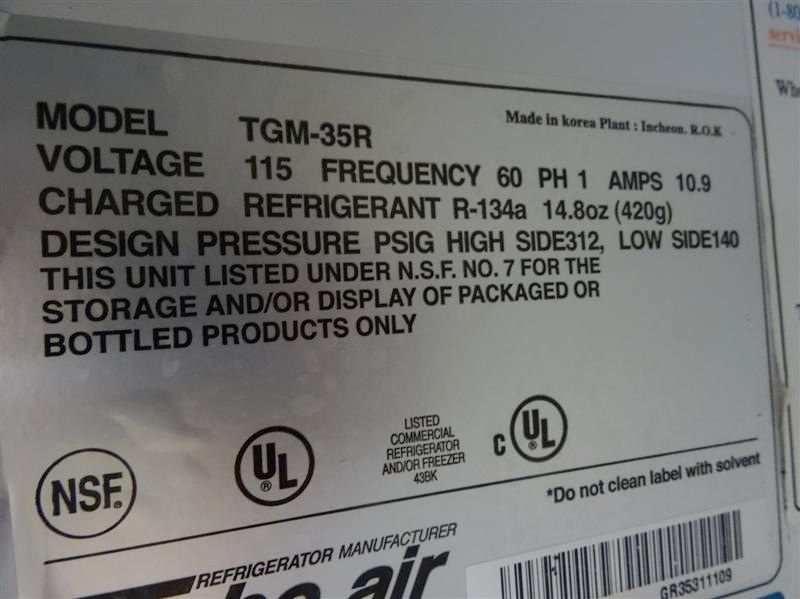 (1-80
MODEL TGM-35R
Made in korea Plant : Incheon. R.O.K
VOLTAGE 115 FREQUENCY 60 PH 1 AMPS 10.9
CHARGED REFRIGERANT R-134a 14.8oz (420g)
DESIGN PRESSURE PSIG HIGH SIDE312, LOW SIDE140
THIS UNIT LISTED UNDER N.S.F. NO. 7 FOR THE
STORAGE AND/OR DISPLAY OF PACKAGED OR
BOTTLED PRODUCTS ONLY
NSF.
UL ®
LISTED
COMMERCIAL
REFRIGERATOR
AND/OR FREEZER
43BK
C UL ®
*Do not clean label with solvent
REFRIGERATOR MANUFACTURER
air
GR35311109